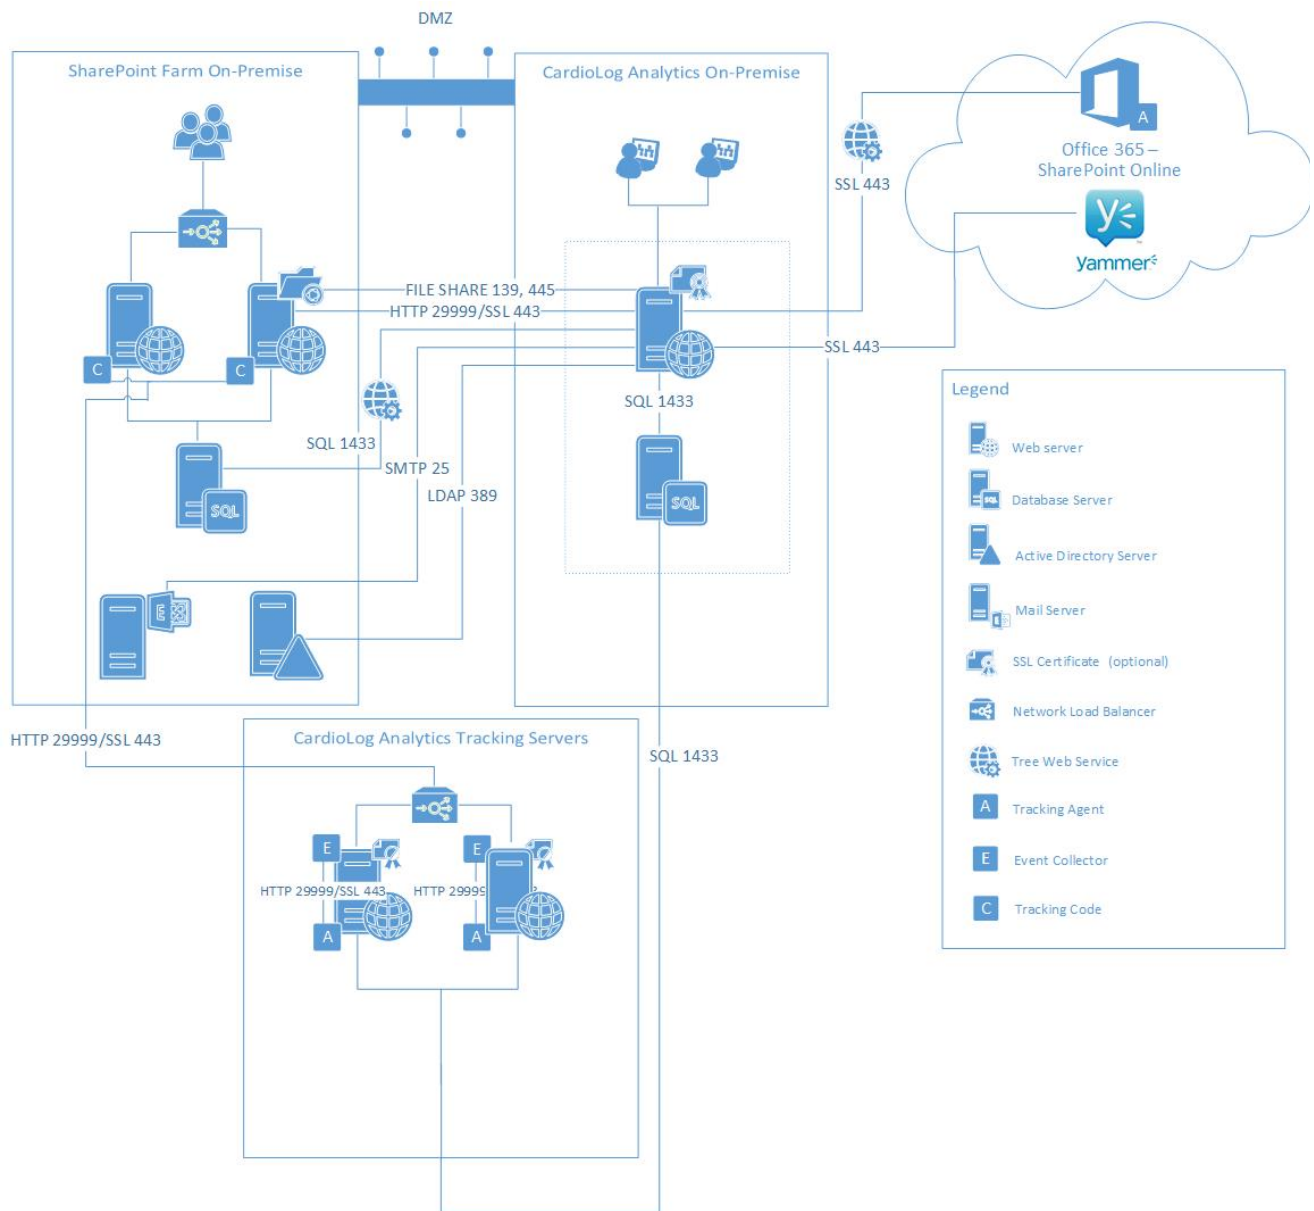 DMZ
SharePoint Farm On-Premise
CardioLog Analytics On-Premise
A
Office 365 –
SharePoint Online
SSL 443
yammer
FILE SHARE 139, 445
HTTP 29999/SSL 443
SSL 443
C
C
SQL 1433
SQL 1433
SMTP 25
LDAP 389
SQL
SQL
E
HTTP 29999/SSL 443
CardioLog Analytics Tracking Servers
SQL 1433
E
E
HTTP 29999/SSL 443
HTTP 29999
A
A
Legend
Web server
SQL
Database Server
Active Directory Server
Mail Server
SSL Certificate (optional)
Network Load Balancer
Tree Web Service
A
Tracking Agent
E
Event Collector
C
Tracking Code